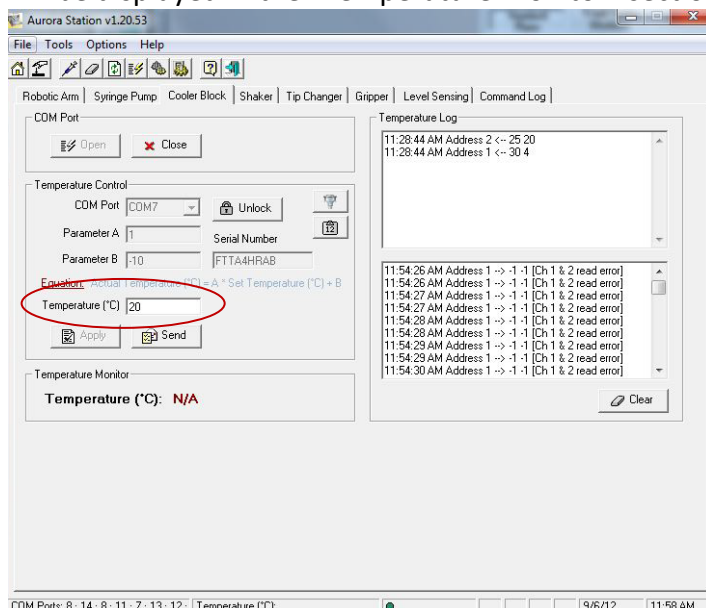 Aurora Station v1.20.53
File Tools Options Help
Robotic Arm Syringe Pump Cooler Block Shaker Tip Changer Gripper Level Sensing Command Log
COM Port
Open Close
Temperature Control
COM Port COM7 Unlock
12
Parameter A 1 Serial Number
Parameter B -10 FTTA4HRAB
Equation: Actual Temperature (°C) = A * Set Temperature (°C) + B
Temperature (°C) 20
Apply Send
Temperature Monitor
Temperature (°C): N/A
Temperature Log
11:28:44 AM Address 2 <-- 25 20
11:28:44 AM Address 1 <-- 30 4
11:54:26 AM Address 1 --> -1 -1 [Ch 1 & 2 read error]
11:54:26 AM Address 1 --> -1 -1 [Ch 1 & 2 read error]
11:54:27 AM Address 1 --> -1 -1 [Ch 1 & 2 read error]
11:54:27 AM Address 1 --> -1 -1 [Ch 1 & 2 read error]
11:54:28 AM Address 1 --> -1 -1 [Ch 1 & 2 read error]
11:54:28 AM Address 1 --> -1 -1 [Ch 1 & 2 read error]
11:54:29 AM Address 1 --> -1 -1 [Ch 1 & 2 read error]
11:54:29 AM Address 1 --> -1 -1 [Ch 1 & 2 read error]
11:54:30 AM Address 1 --> -1 -1 [Ch 1 & 2 read error]
Clear
COM Ports: 8 - 14 - 8 - 11 - 7 - 13 - 12 - Temperature (°C): 9/6/12 11:58 AM